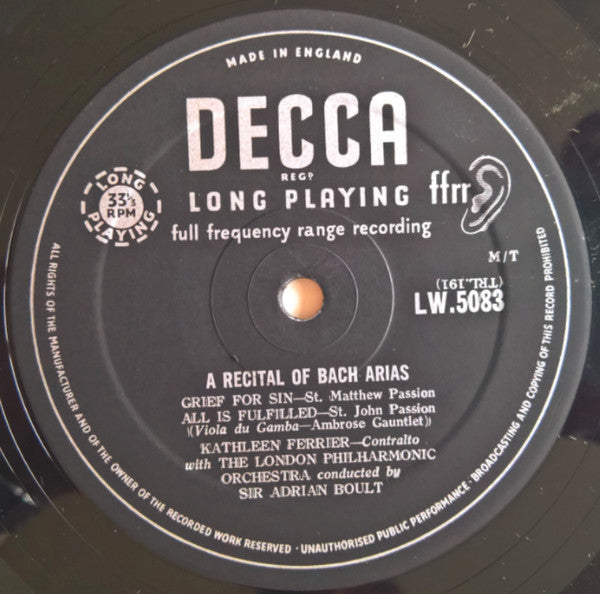 MADE IN ENGLAND
DECCA
REGD
LONG PLAYING
ffrr
LONG PLAYING
33⅓
RPM
full frequency range recording
M/T
(TRL.191)
LW.5083
A RECITAL OF BACH ARIAS
GRIEF FOR SIN—St. Matthew Passion
ALL IS FULFILLED—St. John Passion
(Viola du Gamba—Ambrose Gauntlet)
KATHLEEN FERRIER—Contralto
with THE LONDON PHILHARMONIC
ORCHESTRA conducted by
SIR ADRIAN BOULT
ALL RIGHTS OF THE MANUFACTURER AND OF THE OWNER OF THE RECORDED WORK RESERVED · UNAUTHORISED PUBLIC PERFORMANCE · BROADCASTING AND COPYING OF THIS RECORD PROHIBITED